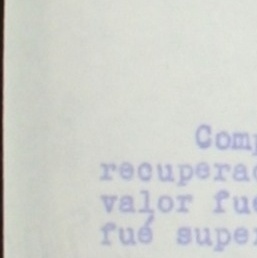 Comp
recuperac
valor fue
fué super